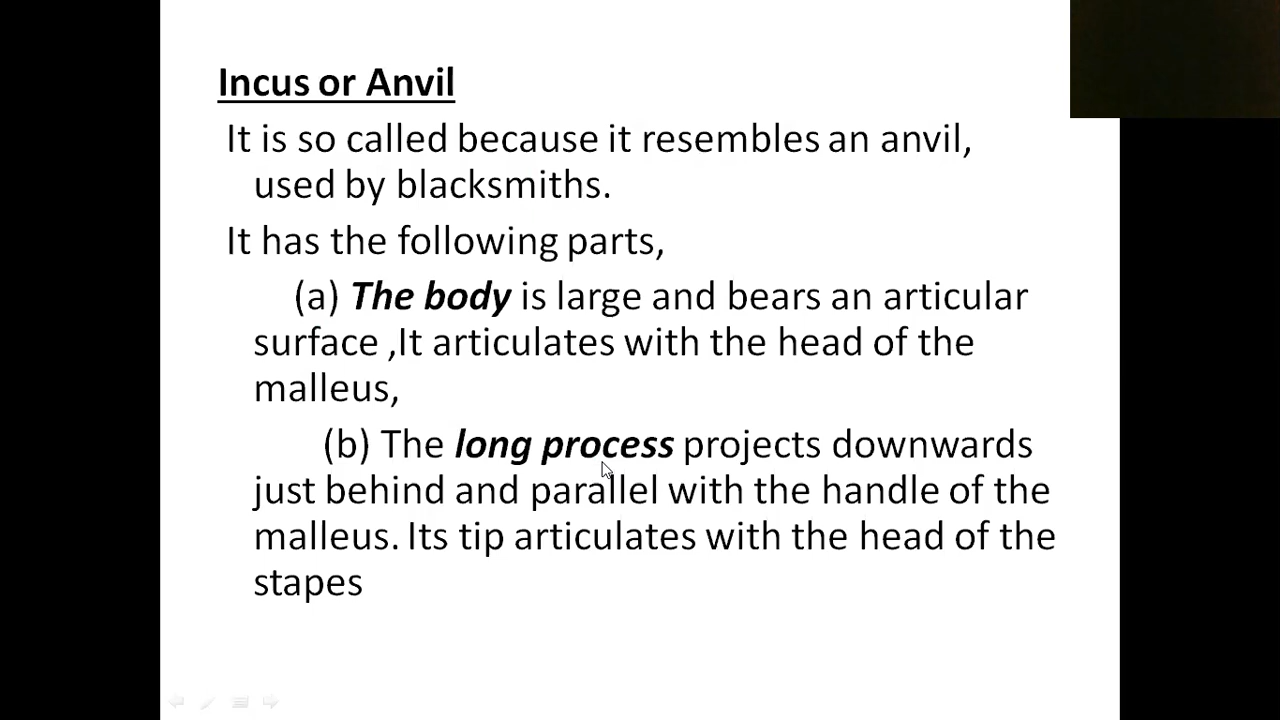 Incus or Anvil
It is so called because it resembles an anvil,
used by blacksmiths.
It has the following parts,
(a) The body is large and bears an articular
surface ,It articulates with the head of the
malleus,
(b) The long process projects downwards
just behind and parallel with the handle of the
malleus. Its tip articulates with the head of the
stapes